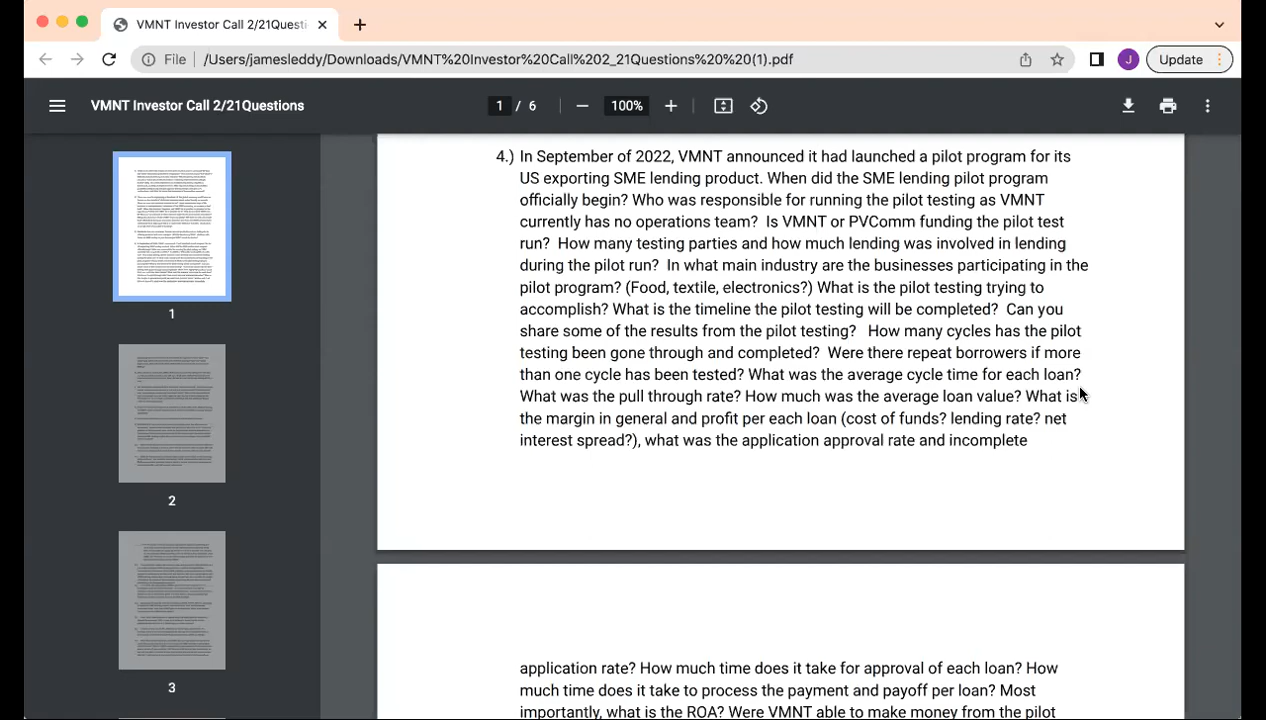 VMNT Investor Call 2/21Questi
File /Users/jamesleddy/Downloads/VMNT%20Investor%20Call%202_21Questions%20%20(1).pdf
J
Update
VMNT Investor Call 2/21Questions
1 / 6
100%
4.) In September of 2022, VMNT announced it had launched a pilot program for its
US exporting SME lending product. When did the SME lending pilot program
officially begin? Who was responsible for running the pilot testing as VMNT
currently has no operations team? Is VMNT or PV/Conin funding the pilot test
run? How many testing parties and how much lending was involved in lending
during the pilot run? In what main industry are the businesses participating in the
pilot program? (Food, textile, electronics?) What is the pilot testing trying to
accomplish? What is the timeline the pilot testing will be completed? Can you
share some of the results from the pilot testing? How many cycles has the pilot
testing been gone through and completed? Were there repeat borrowers if more
than one cycle has been tested? What was the average cycle time for each loan?
What was the pull through rate? How much was the average loan value? What is
the margin in general and profit per each loan (cost of funds? lending rate? net
interest spread?), what was the application approval rate and incomplete
application rate? How much time does it take for approval of each loan? How
much time does it take to process the payment and payoff per loan? Most
importantly, what is the ROA? Were VMNT able to make money from the pilot
1
2
3